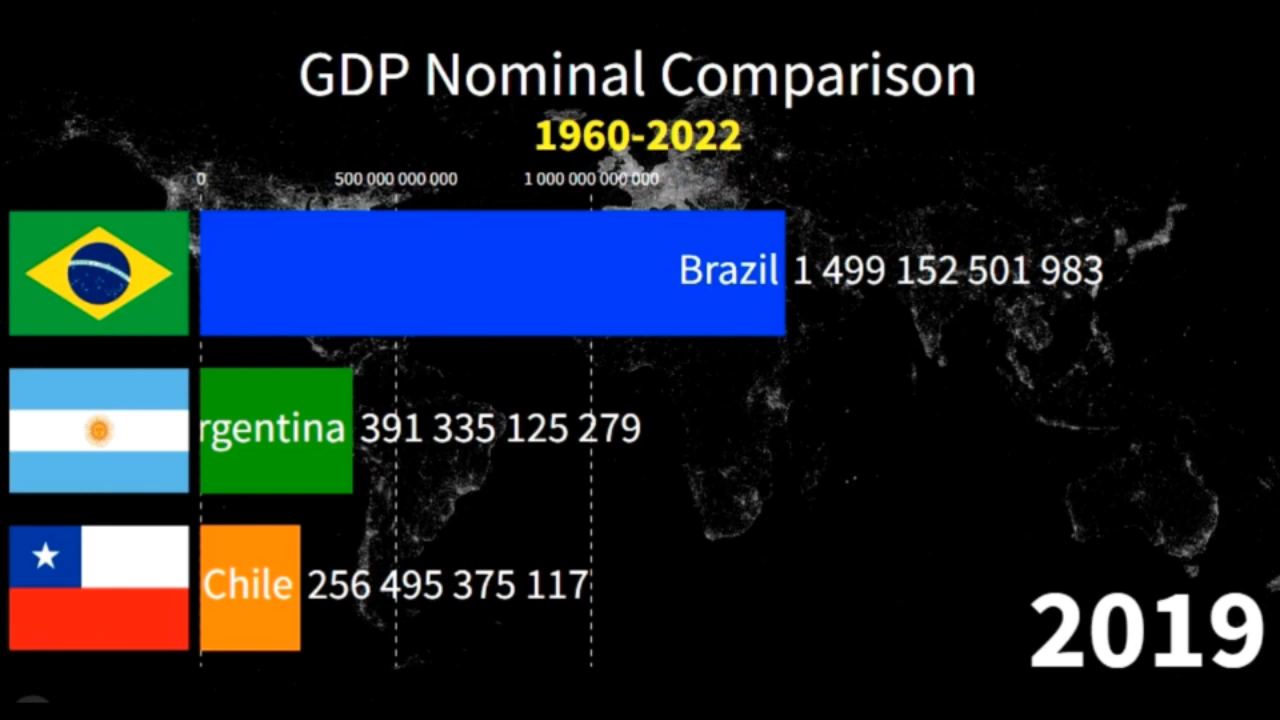 GDP Nominal Comparison
1960-2022
0 500 000 000 000 1 000 000 000 000
Brazil 1 499 152 501 983
rgentina 391 335 125 279
Chile 256 495 375 117
2019